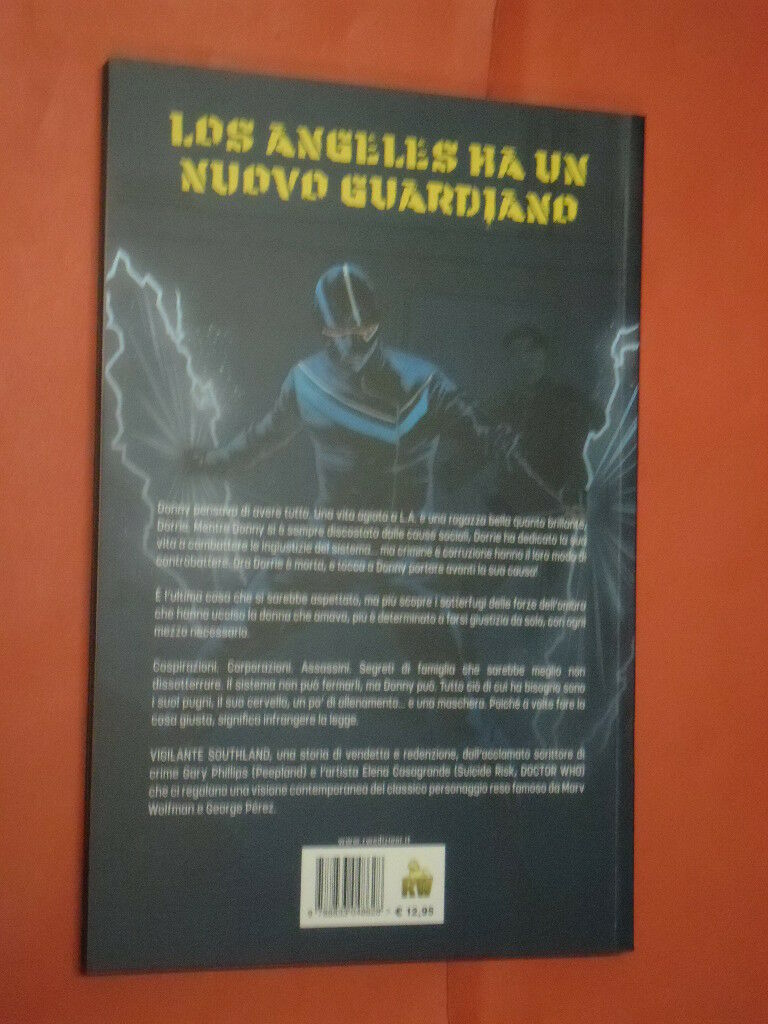 LOS ANGELES HA UN
NUOVO GUARDIANO
Donny pensava di avere tutto. Una vita agiata a L.A. e una ragazza bella quanto brillante,
Dorrie. Mentre Donny si è sempre discostato dalle cause sociali, Dorrie ha dedicato la sua
vita a combattere le ingiustizie del sistema... ma crimine e corruzione hanno il loro modo di
controbattere. Ora Dorrie è morta, e tocca a Donny portare avanti la sua causa!
È l'ultima cosa che si sarebbe aspettato, ma più scopre i sotterfugi delle forze dell'ombra
che hanno ucciso la donna che amava, più è determinato a farsi giustizia da solo, con ogni
mezzo necessario.
Cospirazioni. Corporazioni. Assassini. Segreti di famiglia che sarebbe meglio non
dissotterrare. Il sistema non può fermarli, ma Danny può. Tutto ciò di cui ha bisogno sono
i suoi pugni, il suo cervello, un po' di allenamento... e una maschera. Poiché a volte fare la
cosa giusta, significa infrangere la legge.
VIGILANTE SOUTHLAND, una storia di vendetta e redenzione, dall'acclamato scrittore di
crime Gary Phillips (Peepland) e l'artista Elena Casagrande (Suicide Risk, DOCTOR WHO)
che ci regalano una visione contemporanea del classico personaggio reso famoso da Marv
Wolfman e George Pérez.
www.rwedizioni.it
RW
€ 12,95